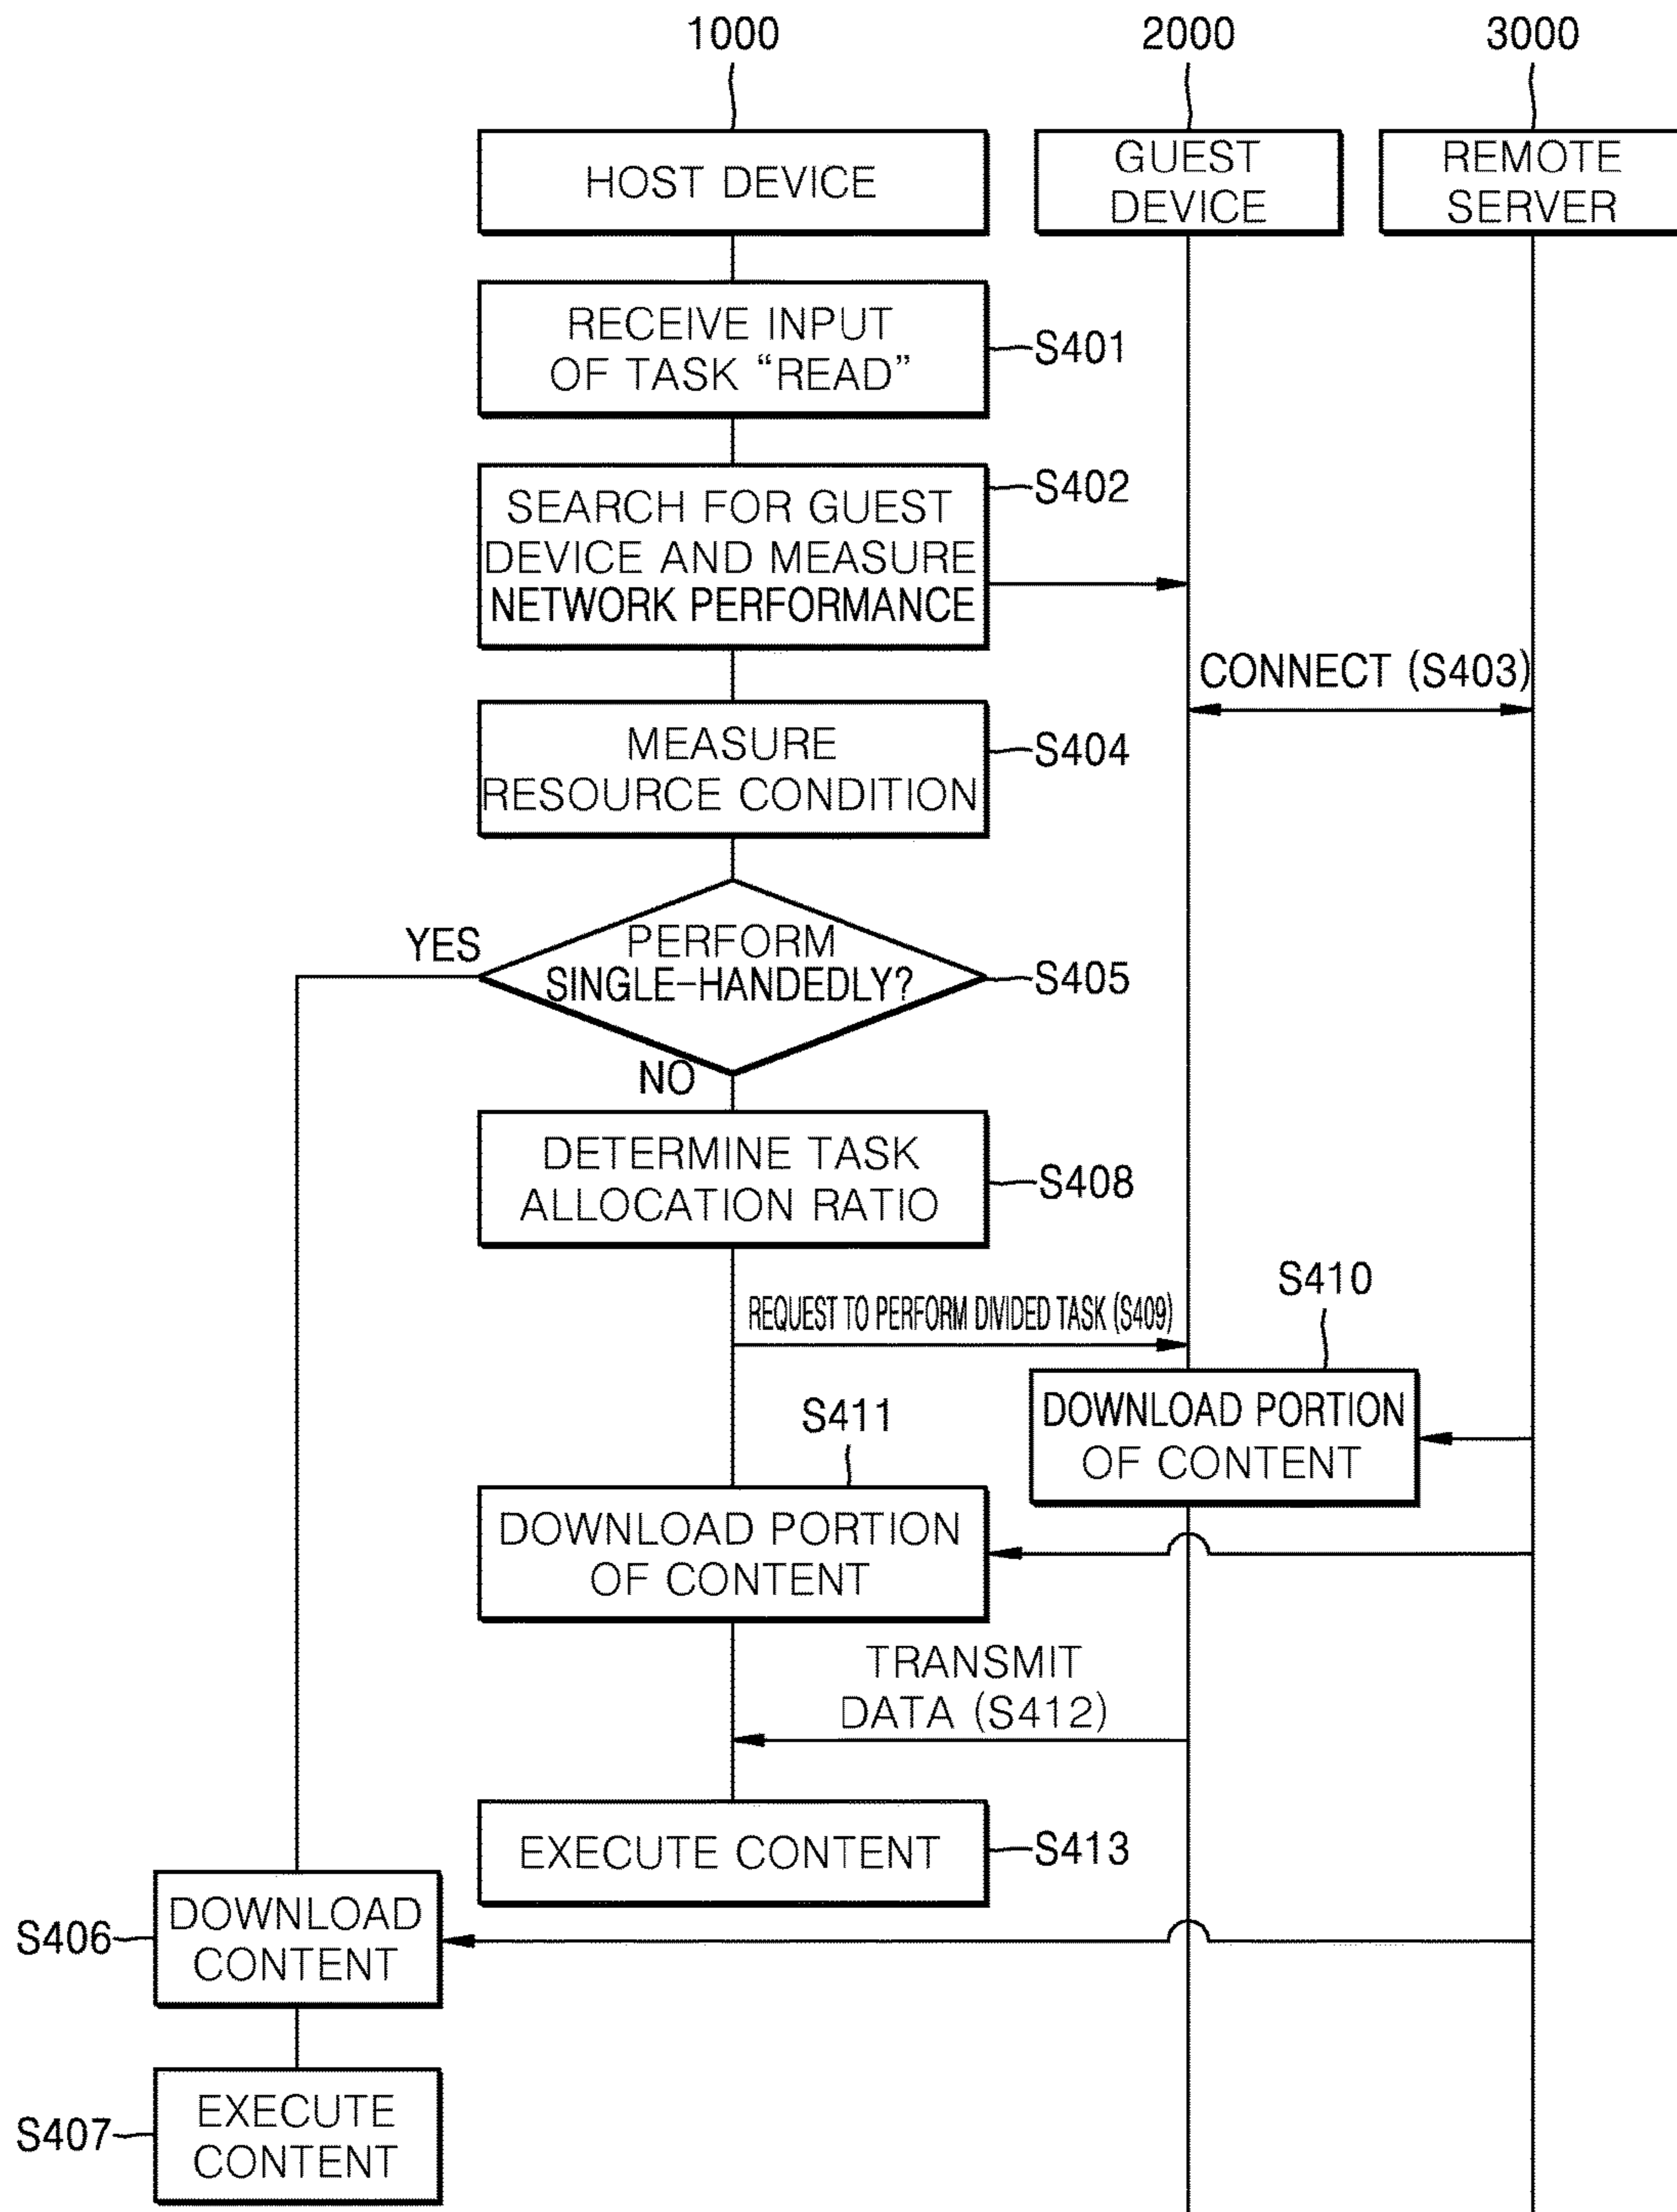 1000
2000
3000
HOST DEVICE
GUEST
DEVICE
REMOTE
SERVER
RECEIVE INPUT
OF TASK “READ”
S401
SEARCH FOR GUEST
DEVICE AND MEASURE
NETWORK PERFORMANCE
S402
CONNECT (S403)
MEASURE
RESOURCE CONDITION
S404
YES
PERFORM
SINGLE-HANDEDLY?
S405
NO
DETERMINE TASK
ALLOCATION RATIO
S408
REQUEST TO PERFORM DIVIDED TASK (S409)
S410
DOWNLOAD PORTION
OF CONTENT
S411
DOWNLOAD PORTION
OF CONTENT
TRANSMIT
DATA (S412)
EXECUTE CONTENT
S413
S406
DOWNLOAD
CONTENT
S407
EXECUTE
CONTENT